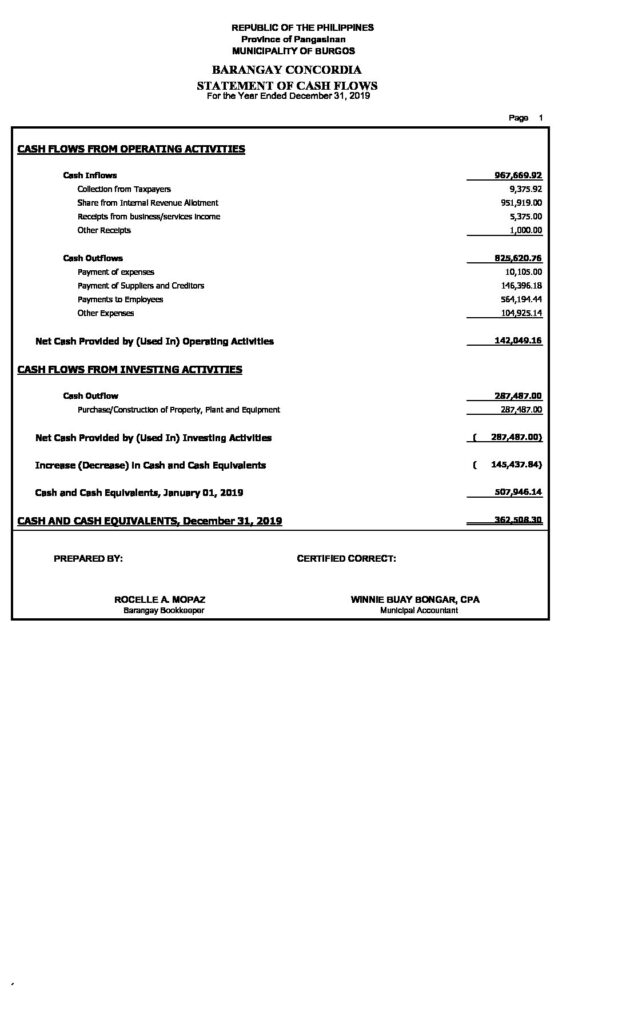 REPUBLIC OF THE PHILIPPINES
Province of Pangasinan
MUNICIPALITY OF BURGOS
BARANGAY CONCORDIA
STATEMENT OF CASH FLOWS
For the Year Ended December 31, 2019
Page 1
CASH FLOWS FROM OPERATING ACTIVITIES
Cash Inflows 967,669.92
Collection from Taxpayers 9,375.92
Share from Internal Revenue Allotment 951,919.00
Receipts from business/services income 5,375.00
Other Receipts 1,000.00
Cash Outflows 825,620.76
Payment of expenses 10,105.00
Payment of Suppliers and Creditors 146,396.18
Payments to Employees 564,194.44
Other Expenses 104,925.14
Net Cash Provided by (Used In) Operating Activities 142,049.16
CASH FLOWS FROM INVESTING ACTIVITIES
Cash Outflow 287,487.00
Purchase/Construction of Property, Plant and Equipment 287,487.00
Net Cash Provided by (Used In) Investing Activities ( 287,487.00)
Increase (Decrease) in Cash and Cash Equivalents ( 145,437.84)
Cash and Cash Equivalents, January 01, 2019 507,946.14
CASH AND CASH EQUIVALENTS, December 31, 2019 362,508.30
PREPARED BY: CERTIFIED CORRECT:
ROCELLE A. MOPAZ WINNIE BUAY BONGAR, CPA
Barangay Bookkeeper Municipal Accountant